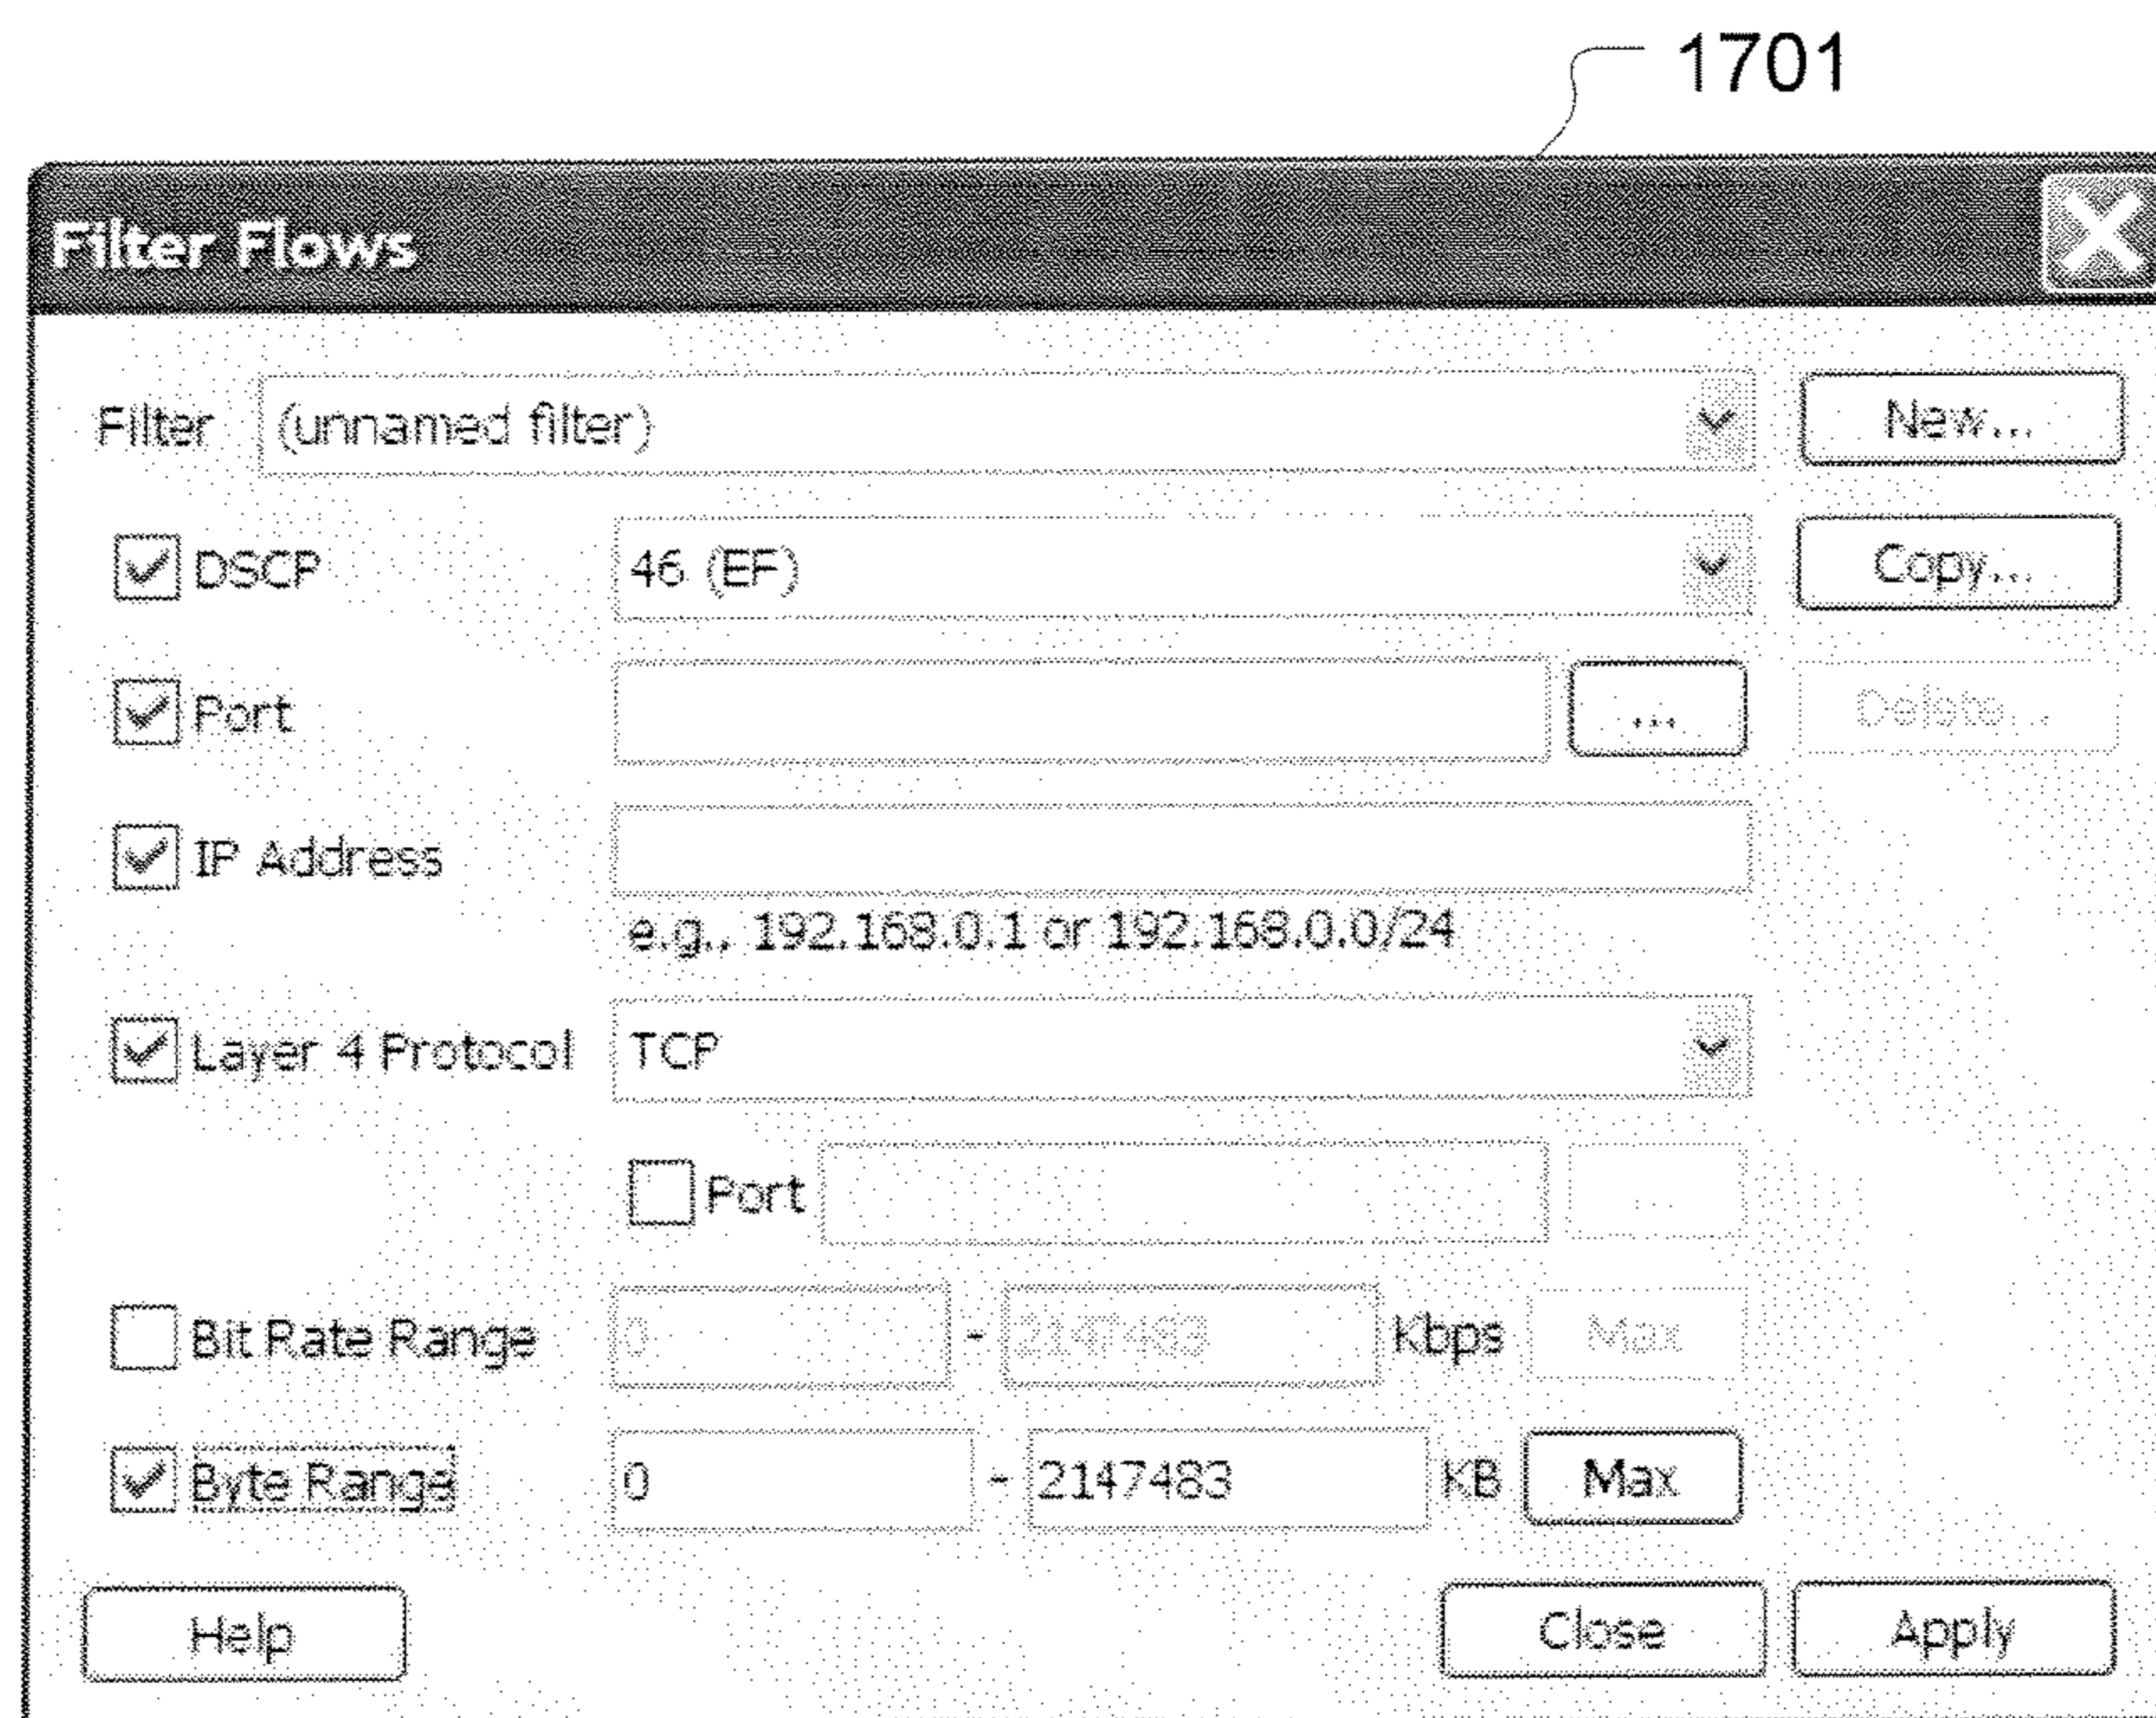 1701
Filter Flows
Filter (unnamed filter) New...
DSCP 46 (EF) Copy...
Port ... Delete...
IP Address
e.g., 192.168.0.1 or 192.168.0.0/24
Layer 4 Protocol TCP
Port ...
Bit Rate Range 0 - 2147483 Kbps Max
Byte Range 0 - 2147483 KB Max
Help Close Apply